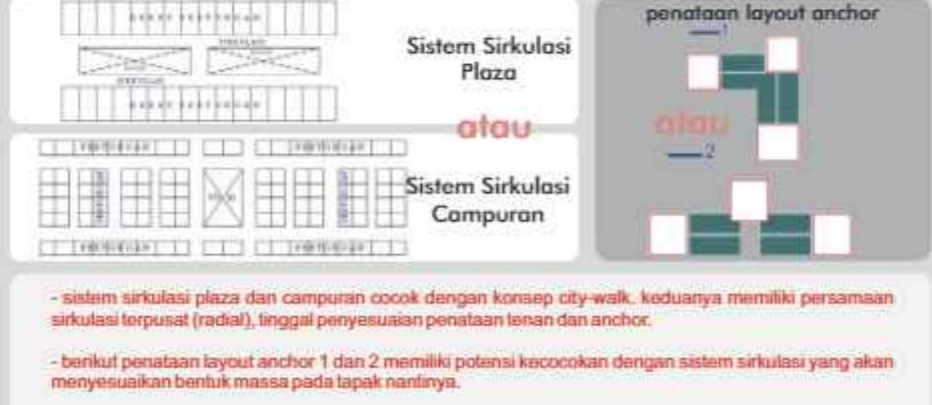 penataan layout anchor
1
Sistem Sirkulasi
Plaza
atau
atau
2
Sistem Sirkulasi
Campuran
- sistem sirkulasi plaza dan campuran cocok dengan konsep city-walk. keduanya memiliki persamaan
sirkulasi terpusat (radial), tinggal penyesuaian penataan tenan dan anchor.
- berikut penataan layout anchor 1 dan 2 memiliki potensi kecocokan dengan sistem sirkulasi yang akan
menyesuaikan bentuk massa pada tapak nantinya.